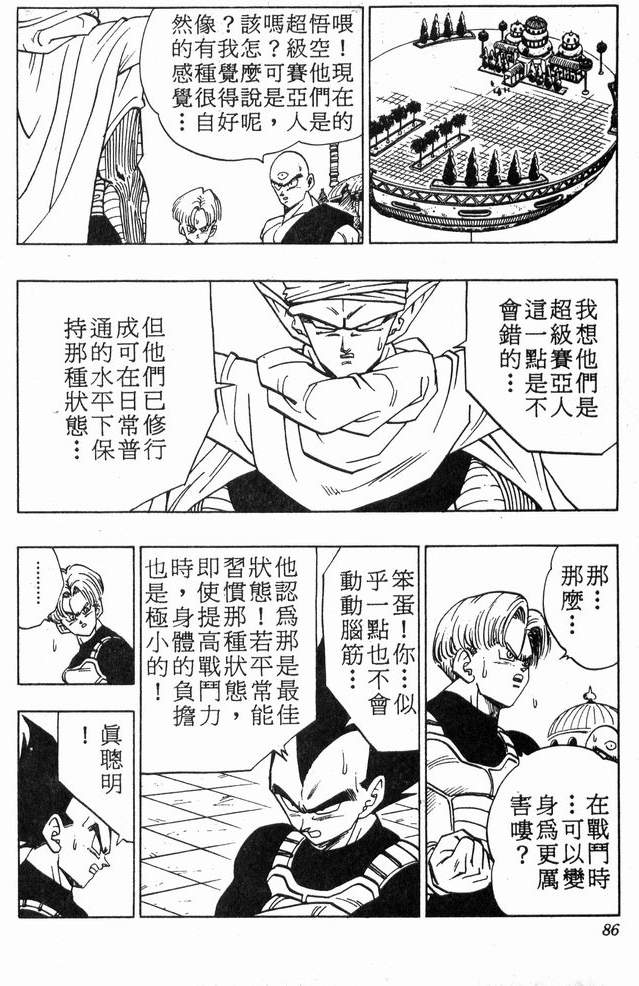 喂！現在的
悟空他們是
超級賽亞人
嗎？可是，
該怎麼說呢
？我覺得好
像有種很自
然的感覺…
我想他們是
超級賽亞人
這一點是不
會錯的…
但他們已修行
成可在日常普
通的水平下保
持那種狀態…
那…
那麼…
在戰鬥時
…可以變
身爲更厲
害嘍？
笨蛋！你…似
乎一點也不會
動動腦筋…
他認爲那是最佳
狀態！若平常能
習慣那種狀態，
即使提高戰鬥力
時，身體的負擔
也是極小的！
………
眞聰明
！
86